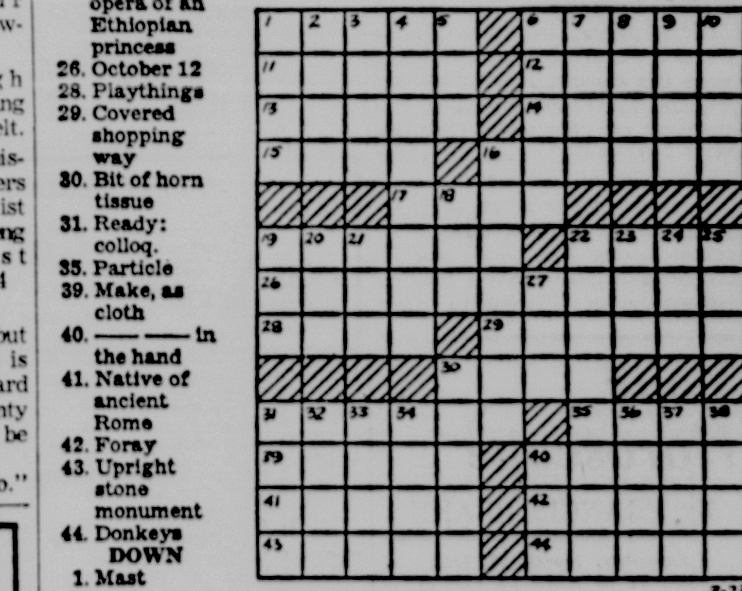 opera of an
Ethiopian
princess
26. October 12
28. Playthings
29. Covered
shopping
way
30. Bit of horn
tissue
31. Ready:
colloq.
35. Particle
39. Make, as
cloth
40. —— —— in
the hand
41. Native of
ancient
Rome
42. Foray
43. Upright
stone
monument
44. Donkeys
DOWN
1. Mast
1 2 3 4 5 6 7 8 9 10
11 12
13 14
15 16
17 18
19 20 21 22 23 24 25
26 27
28 29
30
31 32 33 34 35 36 37 38
39 40
41 42
43 44